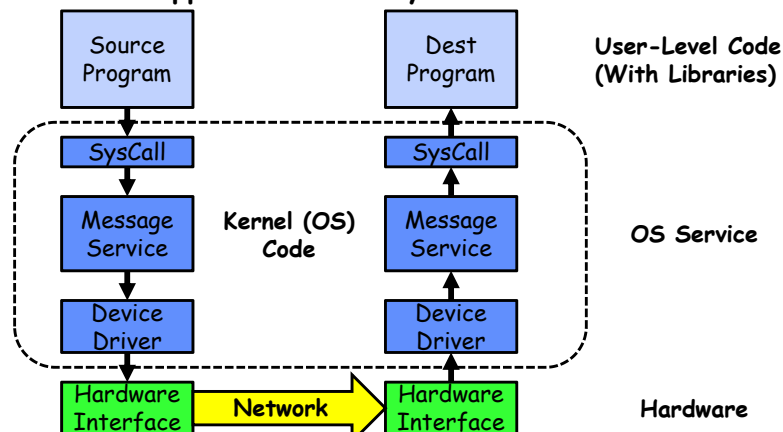 Source
Program
Dest
Program
User-Level Code
(With Libraries)
SysCall
SysCall
Message
Service
Kernel (OS)
Code
Message
Service
OS Service
Device
Driver
Device
Driver
Hardware
Interface
Network
Hardware
Interface
Hardware